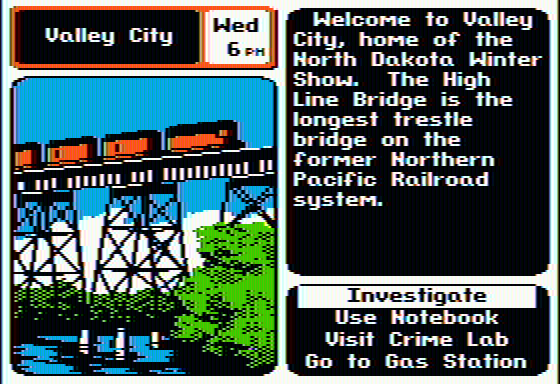 Valley City
Wed
6 PM
Welcome to Valley
City, home of the
North Dakota Winter
Show. The High
Line Bridge is the
longest trestle
bridge on the
former Northern
Pacific Railroad
system.
Investigate
Use Notebook
Visit Crime Lab
Go to Gas Station